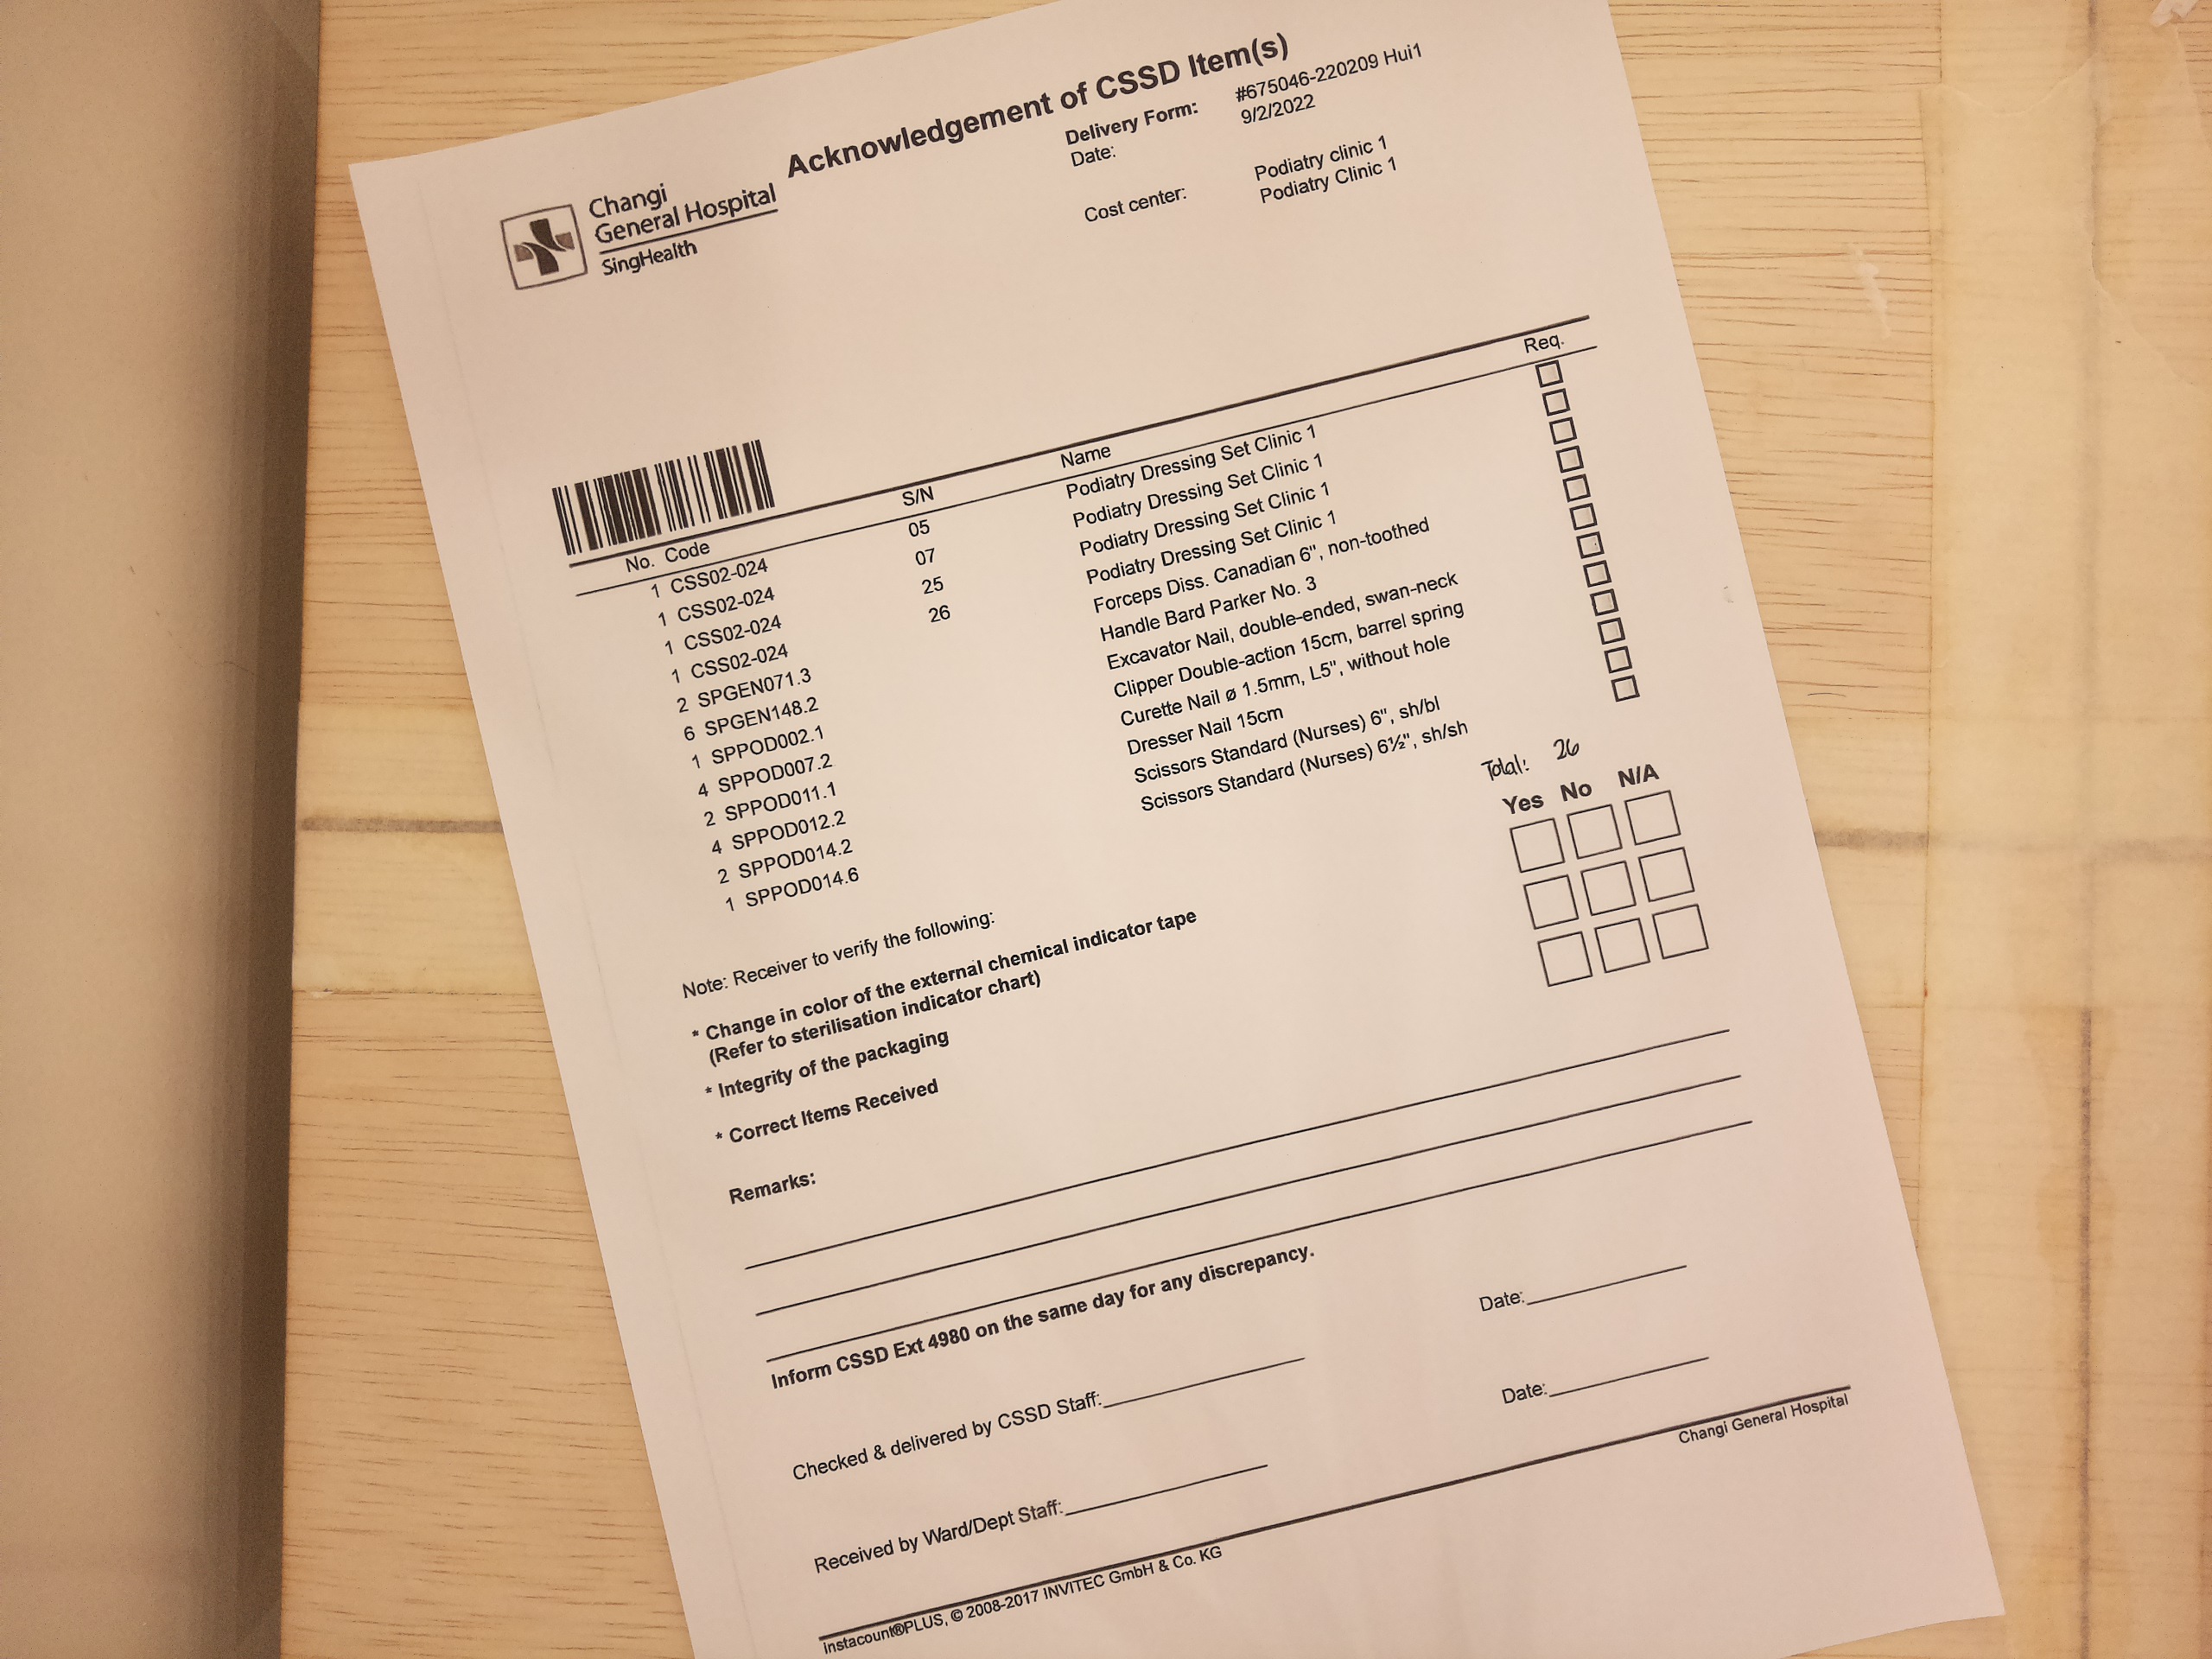 Acknowledgement of CSSD Item(s)
Changi
General Hospital
SingHealth
Delivery Form: #675046-220209 Hui1
Date: 9/2/2022
Podiatry clinic 1
Cost center: Podiatry Clinic 1
No. Code S/N Name Req.
1 CSS02-024 05 Podiatry Dressing Set Clinic 1
1 CSS02-024 07 Podiatry Dressing Set Clinic 1
1 CSS02-024 25 Podiatry Dressing Set Clinic 1
1 CSS02-024 26 Podiatry Dressing Set Clinic 1
2 SPGEN071.3 Forceps Diss. Canadian 6", non-toothed
6 SPGEN148.2 Handle Bard Parker No. 3
1 SPPOD002.1 Excavator Nail, double-ended, swan-neck
4 SPPOD007.2 Clipper Double-action 15cm, barrel spring
2 SPPOD011.1 Curette Nail ø 1.5mm, L5", without hole
4 SPPOD012.2 Dresser Nail 15cm
2 SPPOD014.2 Scissors Standard (Nurses) 6", sh/bl
1 SPPOD014.6 Scissors Standard (Nurses) 6½", sh/sh
Total: 26
Yes No N/A
Note: Receiver to verify the following:
* Change in color of the external chemical indicator tape
(Refer to sterilisation indicator chart)
* Integrity of the packaging
* Correct Items Received
Remarks:
Inform CSSD Ext 4980 on the same day for any discrepancy.
Checked & delivered by CSSD Staff: Date:
Received by Ward/Dept Staff: Date:
instacount®PLUS, © 2008-2017 INVITEC GmbH & Co. KG Changi General Hospital